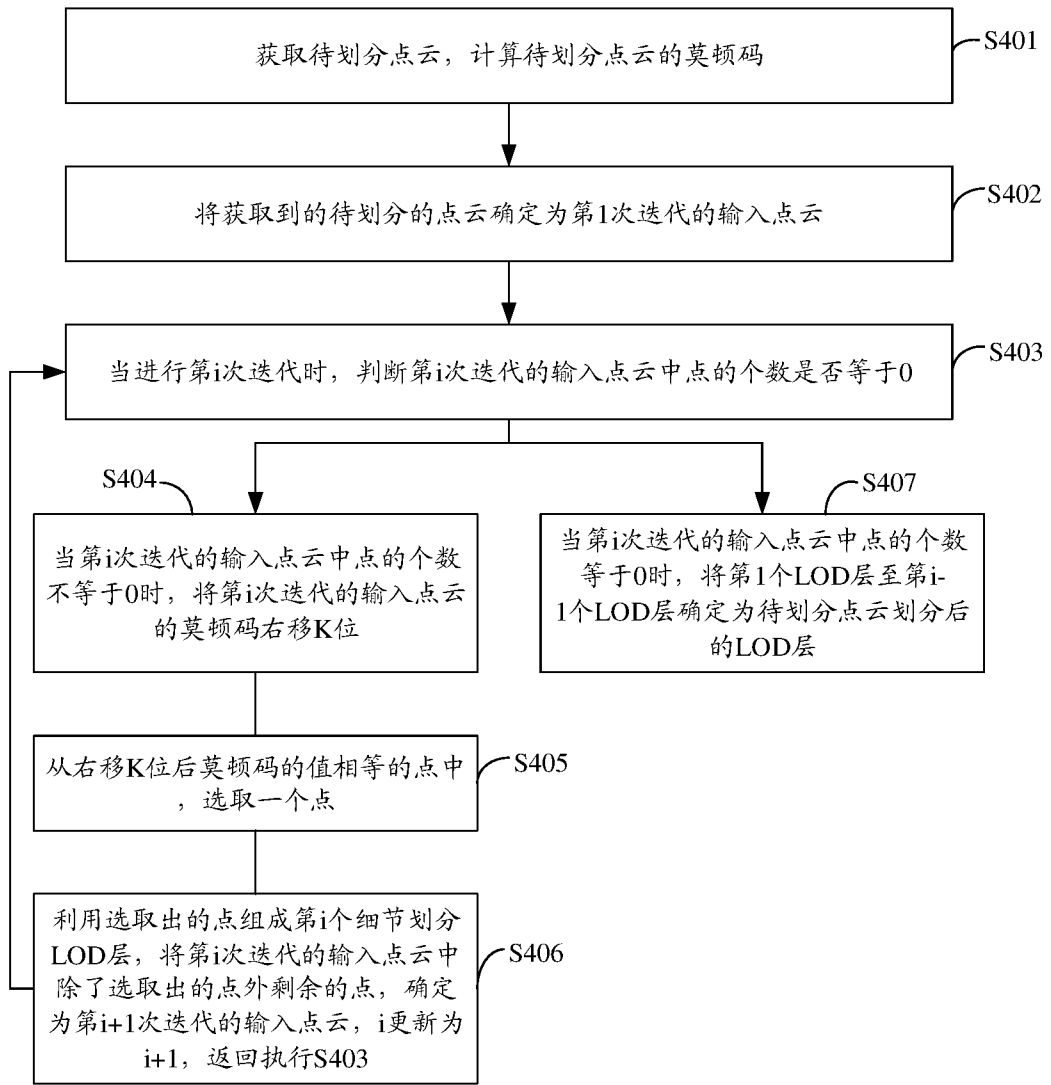 获取待划分点云，计算待划分点云的莫顿码
S401
将获取到的待划分的点云确定为第1次迭代的输入点云
S402
当进行第i次迭代时，判断第i次迭代的输入点云中点的个数是否等于0
S403
S404
当第i次迭代的输入点云中点的个数
不等于0时，将第i次迭代的输入点云
的莫顿码右移K位
S407
当第i次迭代的输入点云中点的个数
等于0时，将第1个LOD层至第i-
1个LOD层确定为待划分点云划分后
的LOD层
从右移K位后莫顿码的值相等的点中
，选取一个点
S405
利用选取出的点组成第i个细节划分
LOD层，将第i次迭代的输入点云中
除了选取出的点外剩余的点，确定
为第i+1次迭代的输入点云，i更新为
i+1，返回执行S403
S406